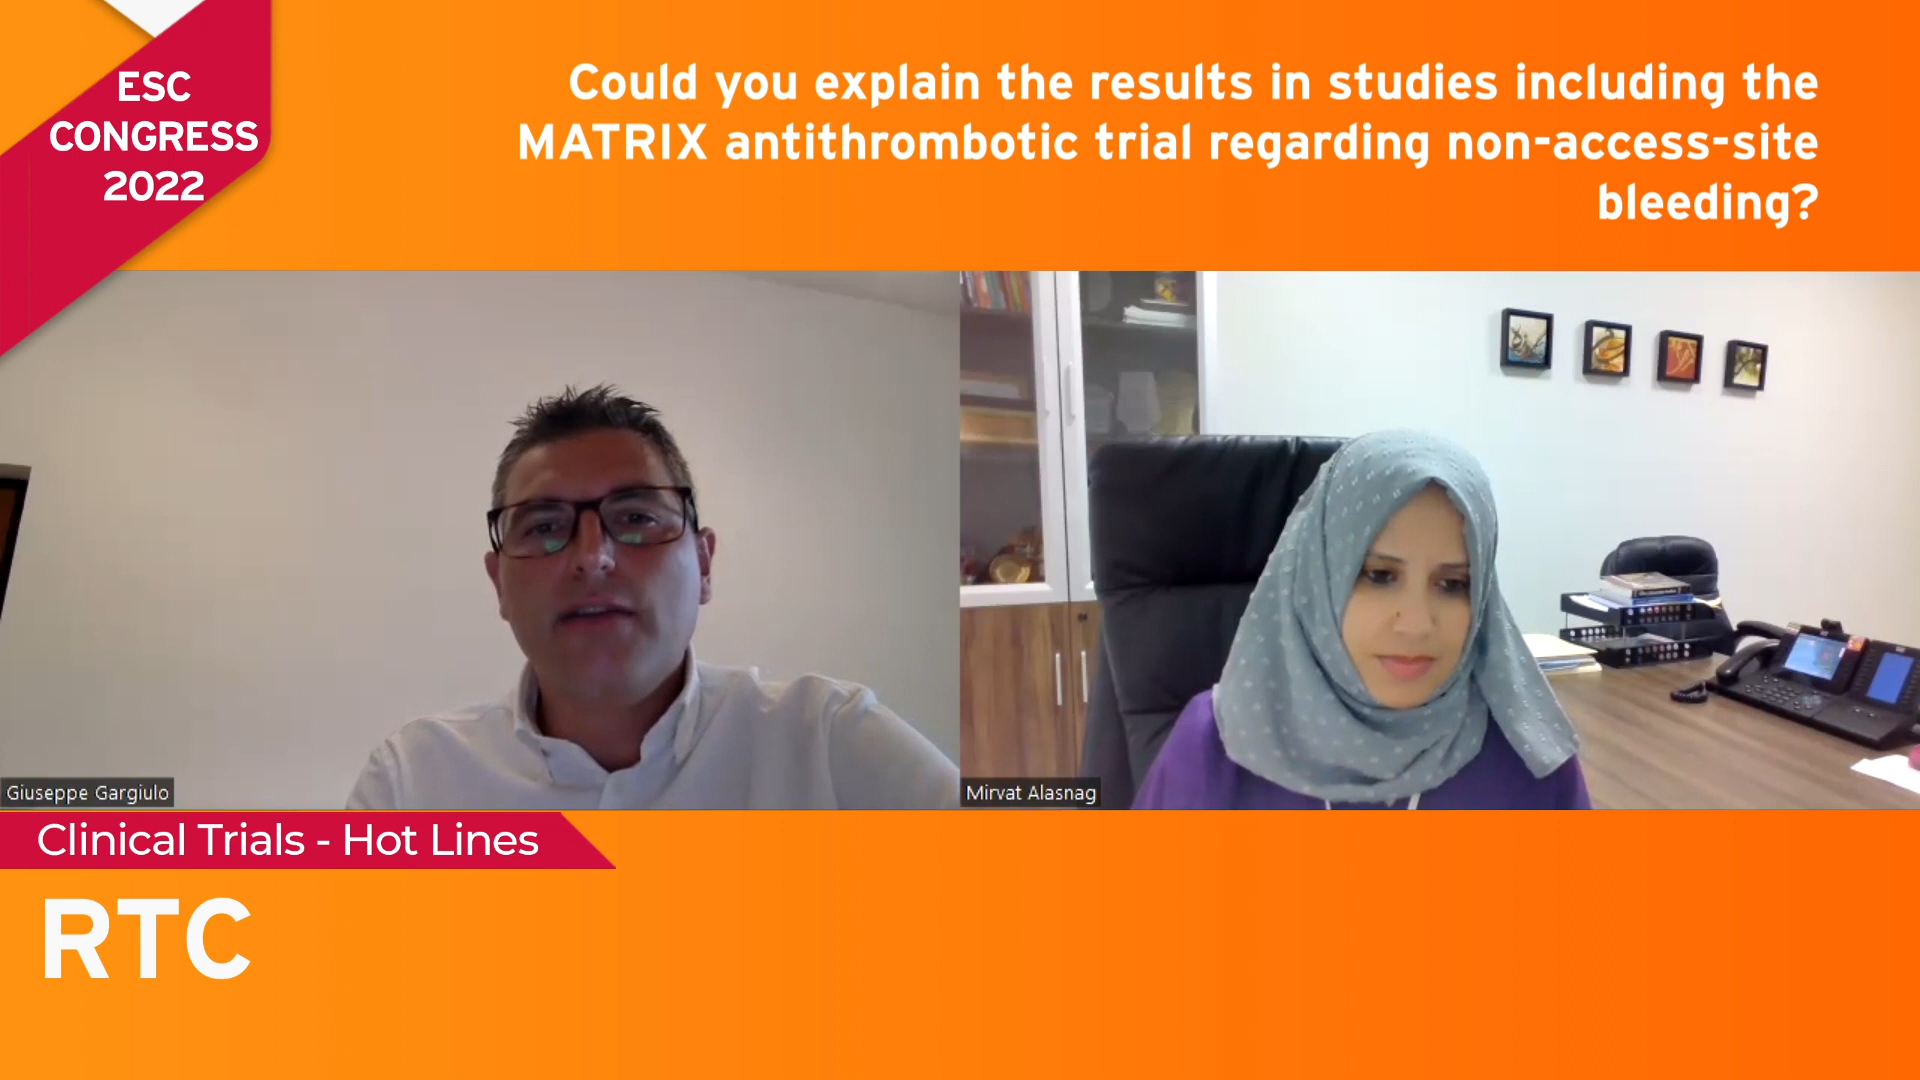 ESC
CONGRESS
2022
Could you explain the results in studies including the
MATRIX antithrombotic trial regarding non-access-site
bleeding?
Giuseppe Gargiulo
Mirvat Alasnag
Clinical Trials - Hot Lines
RTC